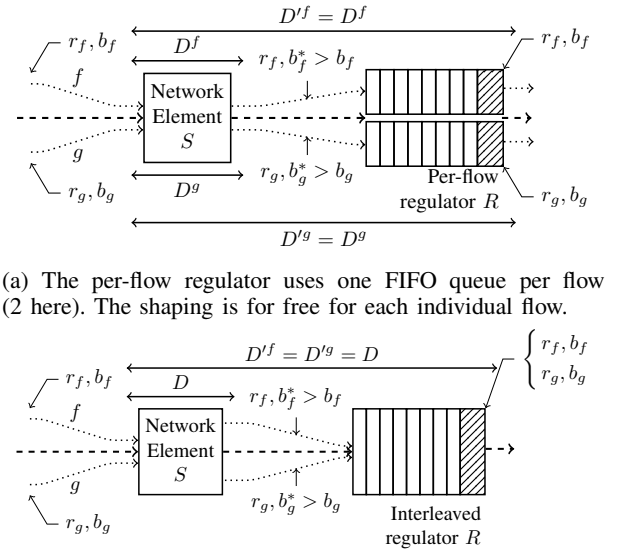 D'^f = D^f
r_f, b_f
D^f
r_f, b_f^* > b_f
r_f, b_f
f
Network
Element
S
g
r_g, b_g^* > b_g
Per-flow
regulator R
r_g, b_g
D^g
r_g, b_g
D'^g = D^g
(a) The per-flow regulator uses one FIFO queue per flow
(2 here). The shaping is for free for each individual flow.
D'^f = D'^g = D
r_f, b_f
r_g, b_g
r_f, b_f
D
r_f, b_f^* > b_f
f
Network
Element
S
g
r_g, b_g^* > b_g
r_g, b_g
Interleaved
regulator R